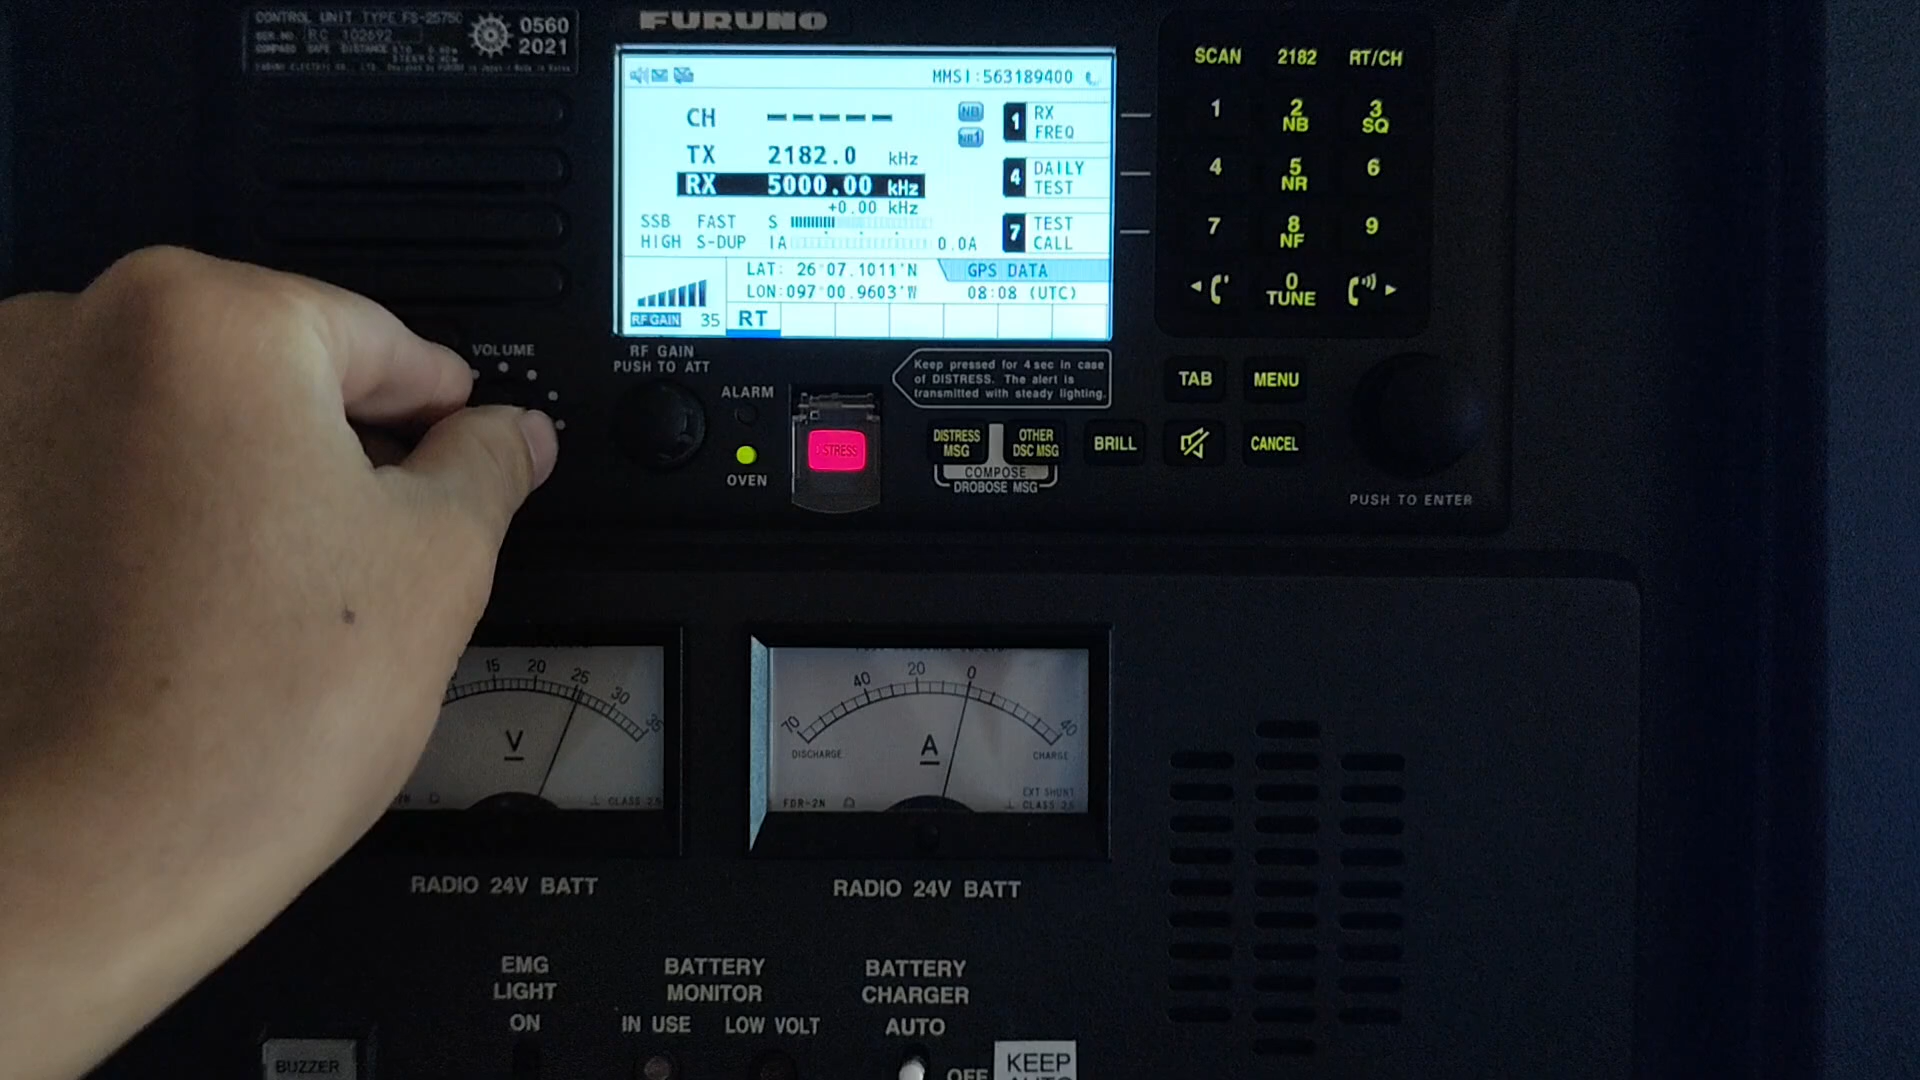 CONTROL UNIT TYPE FS-2575C
SER.NO. RC 102692
COMPASS SAFE DISTANCE
0560
2021
FURUNO
MMSI:563189400
CH -----
TX 2182.0 kHz
RX 5000.00 kHz
+0.00 kHz
SSB FAST S
HIGH S-DUP IA 0.0A
NB
NB1
1 RX FREQ
4 DAILY TEST
7 TEST CALL
LAT: 26°07.1011'N
LON:097°00.9603'W
GPS DATA
08:08 (UTC)
RF GAIN 35
RT
SCAN 2182 RT/CH
1 2 NB 3 SQ
4 5 NR 6
7 8 NF 9
0 TUNE
VOLUME
RF GAIN
PUSH TO ATT
ALARM
OVEN
DISTRESS
Keep pressed for 4 sec in case
of DISTRESS. The alert is
transmitted with steady lighting.
TAB MENU
DISTRESS MSG
OTHER DSC MSG
COMPOSE
DROBOSE MSG
BRILL
CANCEL
PUSH TO ENTER
15 20 25 30 35
V
CLASS 2.5
70 40 20 0 40
DISCHARGE
A
CHARGE
FDR-2N
EXT SHUNT
CLASS 2.5
RADIO 24V BATT
RADIO 24V BATT
EMG
LIGHT
ON
BATTERY
MONITOR
IN USE LOW VOLT
BATTERY
CHARGER
AUTO
OFF
BUZZER
KEEP
AUTO